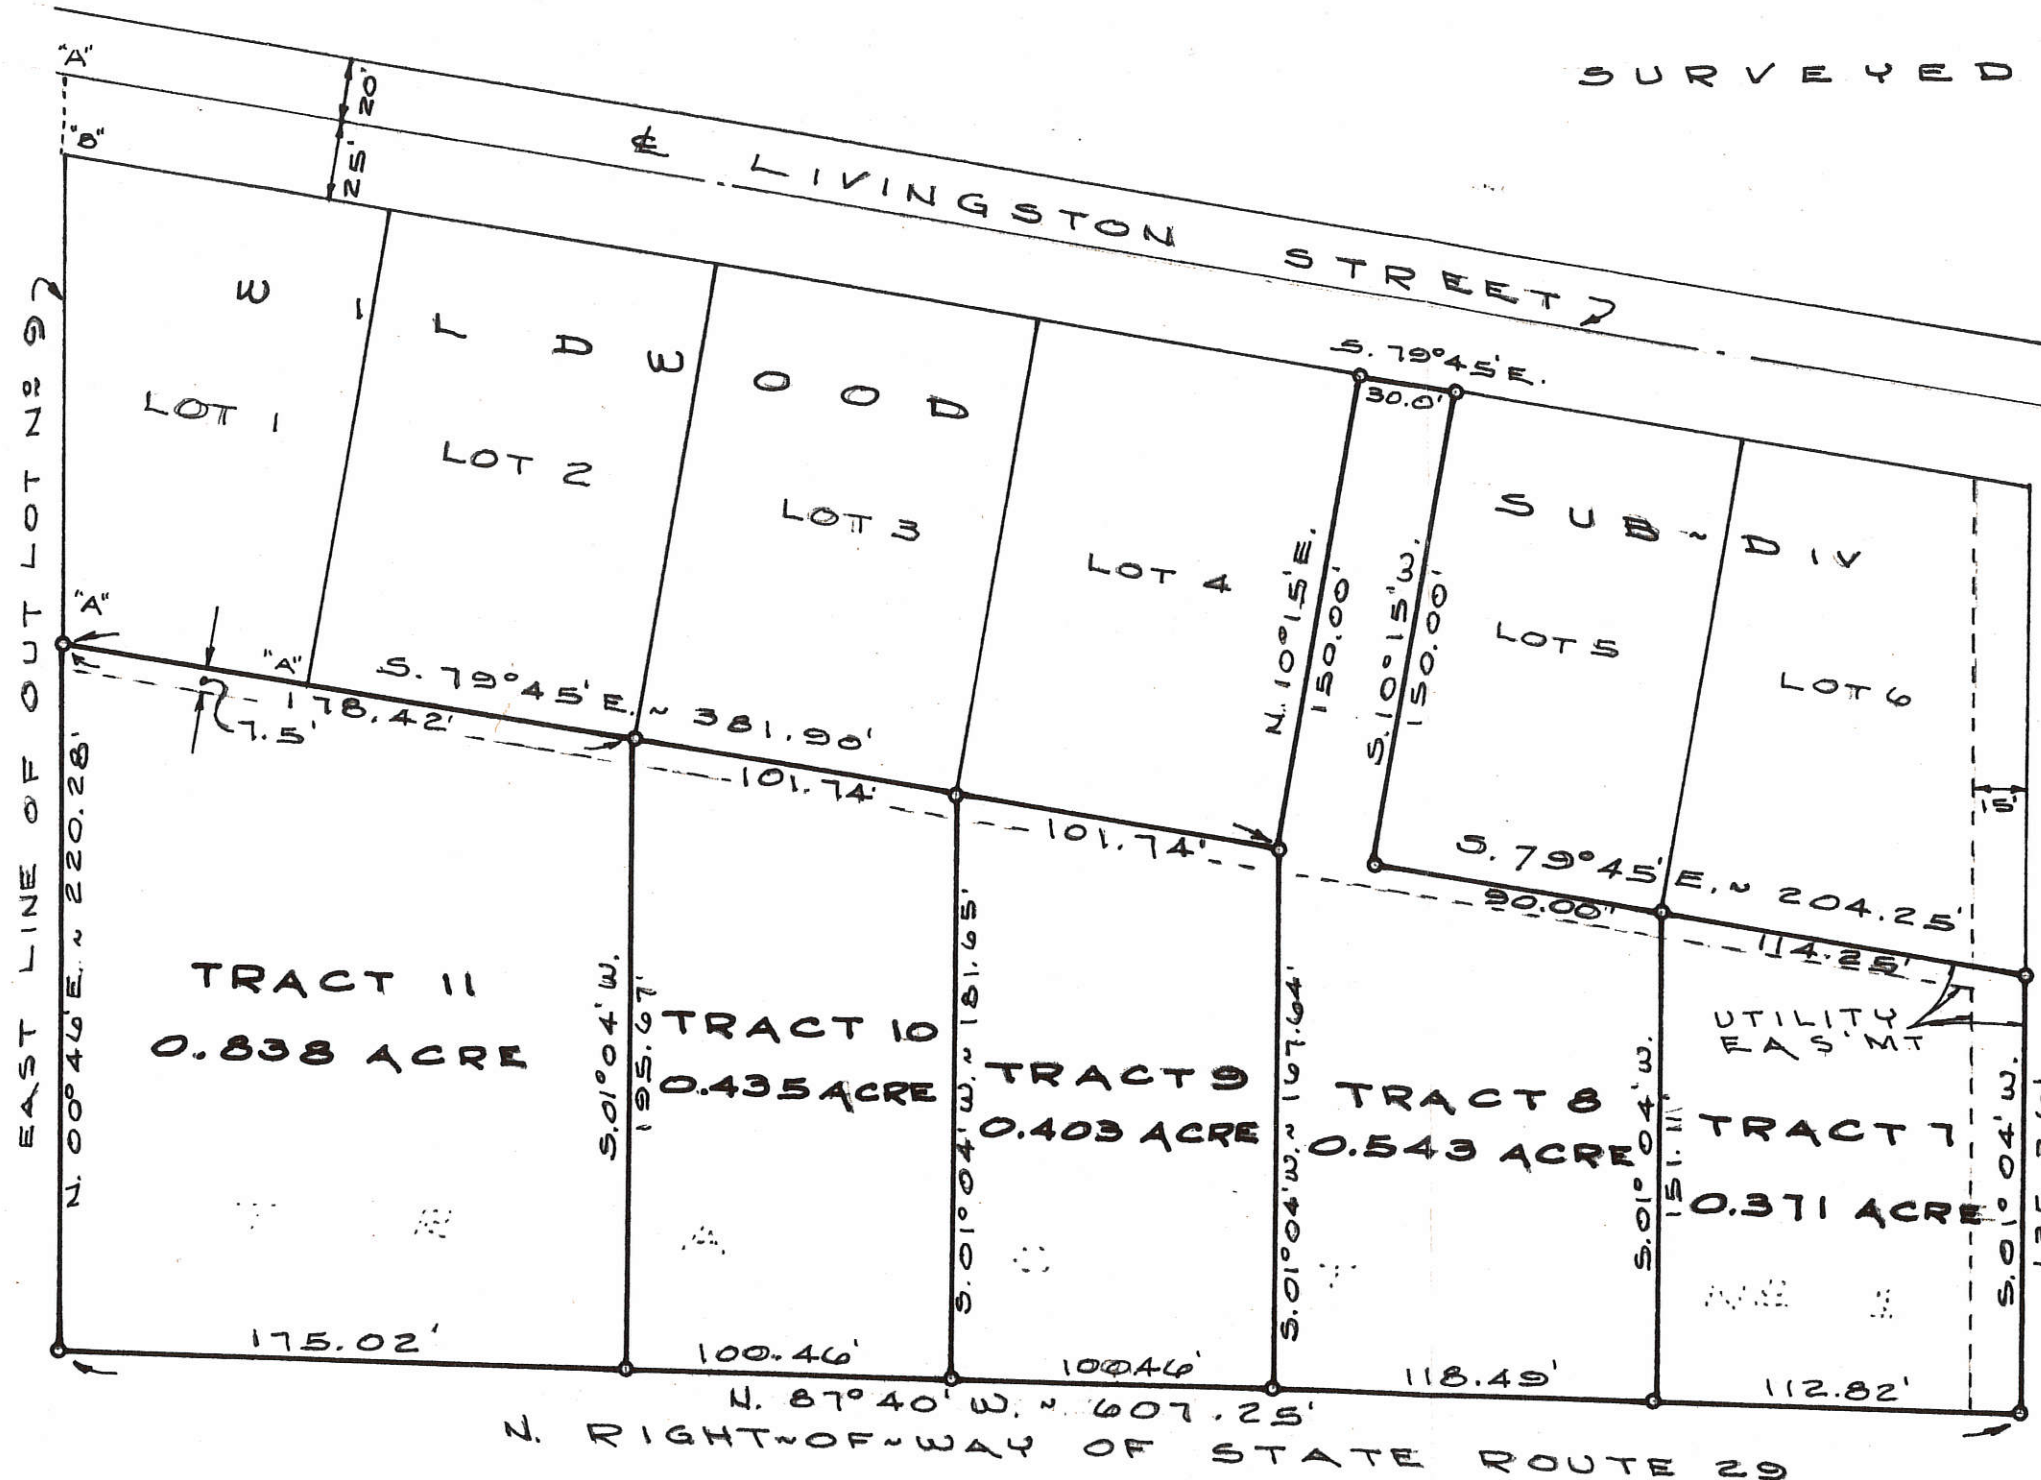 SURVEYED
"A"
20'
"B"
25'
℄ LIVINGSTON STREET
EAST LINE OF OUT LOT Nº 9
WILDWOOD SUB~DIV
LOT 1
LOT 2
LOT 3
LOT 4
LOT 5
LOT 6
S. 79°45' E.
30.0'
N. 10°15' E.
150.00'
S. 10°15' W.
150.00'
15'
"A"
"A"
7.5'
S. 79°45' E. ~ 381.90'
178.42'
101.74'
101.74'
S. 79°45' E. ~ 204.25'
90.00'
114.25'
UTILITY
EAS'MT
N. 00°46' E. ~ 220.28'
TRACT 11
0.838 ACRE
S. 01°04' W.
195.67'
TRACT 10
0.435 ACRE
S. 01°04' W. ~ 181.65'
TRACT 9
0.403 ACRE
S. 01°04' W. ~ 167.64'
TRACT 8
0.543 ACRE
S. 01°04' W.
151.11'
TRACT 7
0.371 ACRE
S. 01°04' W.
TRACT Nº 1
175.02'
100.46'
100.46'
118.49'
112.82'
N. 87°40' W. ~ 607.25'
N. RIGHT~OF~WAY OF STATE ROUTE 29